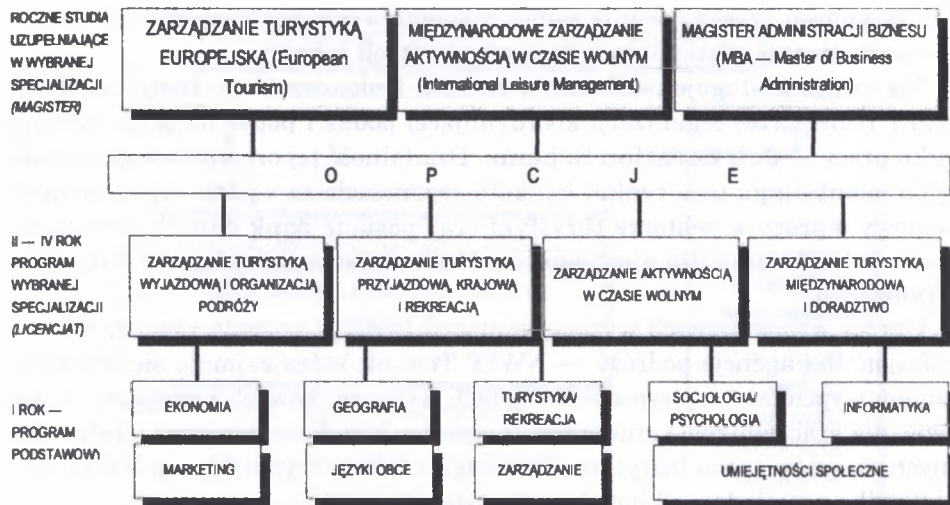 ROCZNE STUDIA
UZUPEŁNIAJĄCE
W WYBRANEJ
SPECJALIZACJI
(MAGISTER)
ZARZĄDZANIE TURYSTYKĄ
EUROPEJSKĄ (European
Tourism)
MIĘDZYNARODOWE ZARZĄDZANIE
AKTYWNOŚCIĄ W CZASIE WOLNYM
(International Leisure Management)
MAGISTER ADMINISTRACJI BIZNESU
(MBA — Master of Business
Administration)
O P C J E
II — IV ROK
PROGRAM
WYBRANEJ
SPECJALIZACJI
(LICENCJAT)
ZARZĄDZANIE TURYSTYKĄ
WYJAZDOWĄ I ORGANIZACJĄ
PODRÓŻY
ZARZĄDZANIE TURYSTYKĄ
PRZYJAZDOWĄ, KRAJOWĄ
I REKREACJĄ
ZARZĄDZANIE AKTYWNOŚCIĄ
W CZASIE WOLNYM
ZARZĄDZANIE TURYSTYKĄ
MIĘDZYNARODOWĄ
I DORADZTWO
I ROK —
PROGRAM
PODSTAWOWY
EKONOMIA
GEOGRAFIA
TURYSTYKA/
REKREACJA
SOCJOLOGIA/
PSYCHOLOGIA
INFORMATYKA
MARKETING
JĘZYKI OBCE
ZARZĄDZANIE
UMIEJĘTNOŚCI SPOŁECZNE